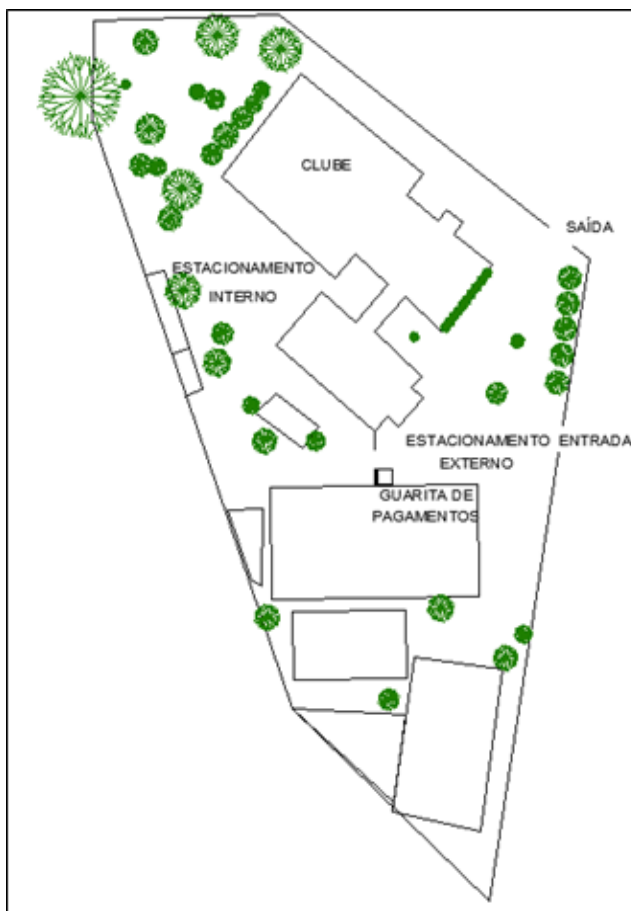 CLUBE
SAÍDA
ESTACIONAMENTO
INTERNO
ESTACIONAMENTO ENTRADA
EXTERNO
GUARITA DE
PAGAMENTOS